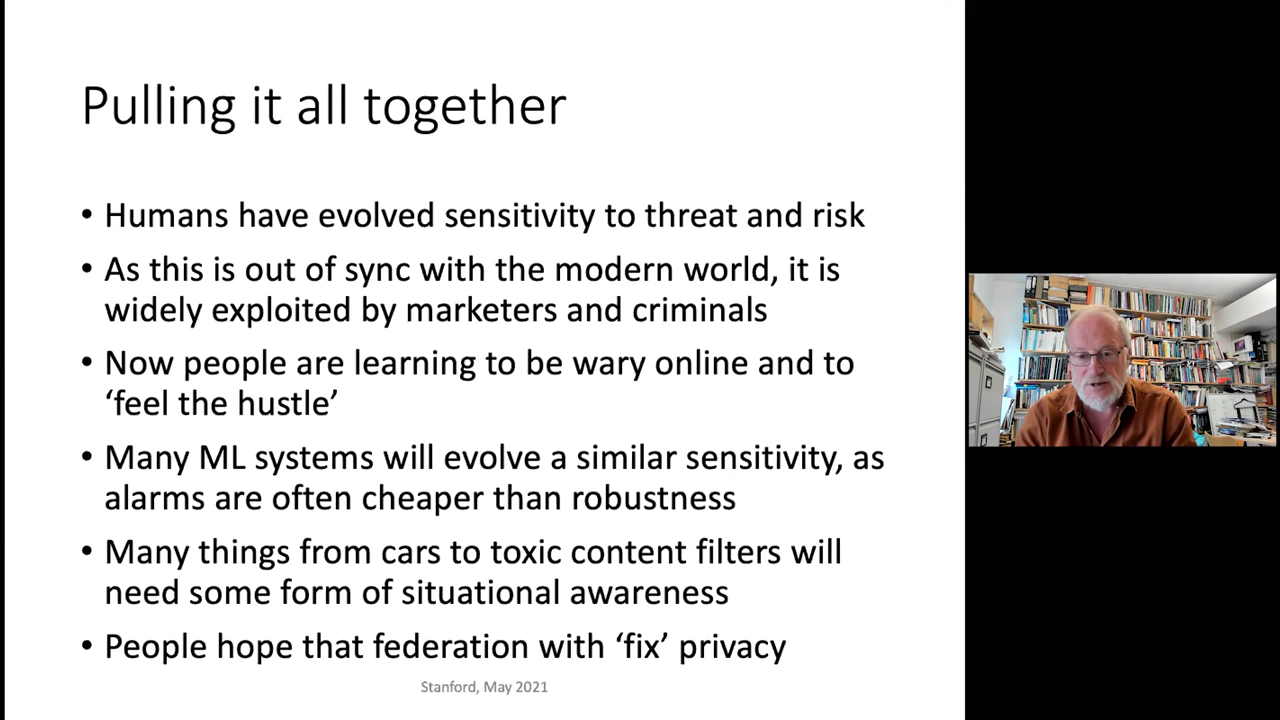 Pulling it all together
• Humans have evolved sensitivity to threat and risk
• As this is out of sync with the modern world, it is
widely exploited by marketers and criminals
• Now people are learning to be wary online and to
‘feel the hustle’
• Many ML systems will evolve a similar sensitivity, as
alarms are often cheaper than robustness
• Many things from cars to toxic content filters will
need some form of situational awareness
• People hope that federation with ‘fix’ privacy
Stanford, May 2021